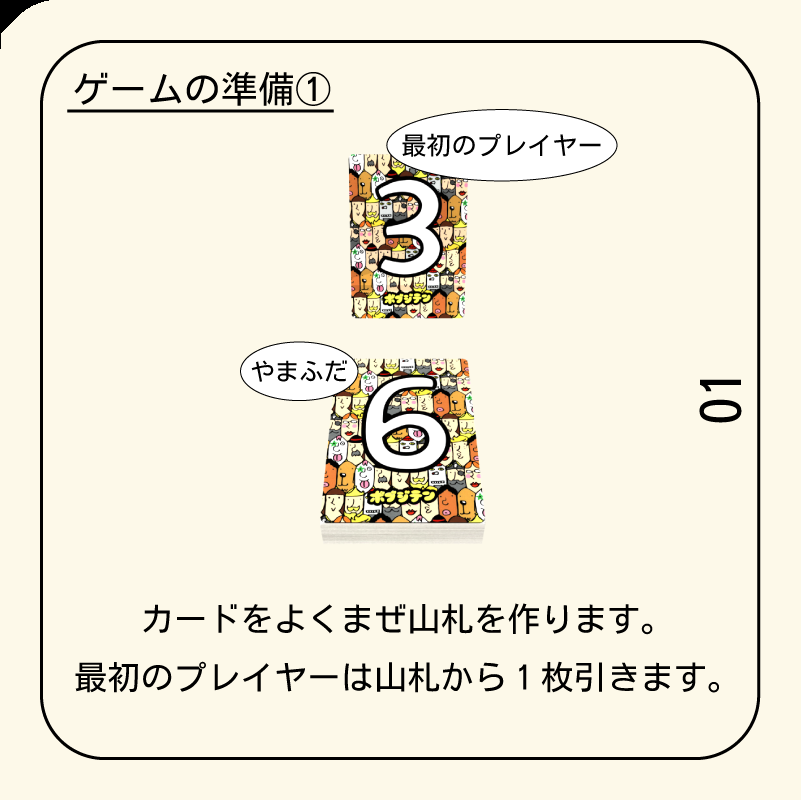 ゲームの準備①
最初のプレイヤー
3
ボイジテン
やまふだ
6
ボイジテン
01
カードをよくまぜ山札を作ります。
最初のプレイヤーは山札から1枚引きます。